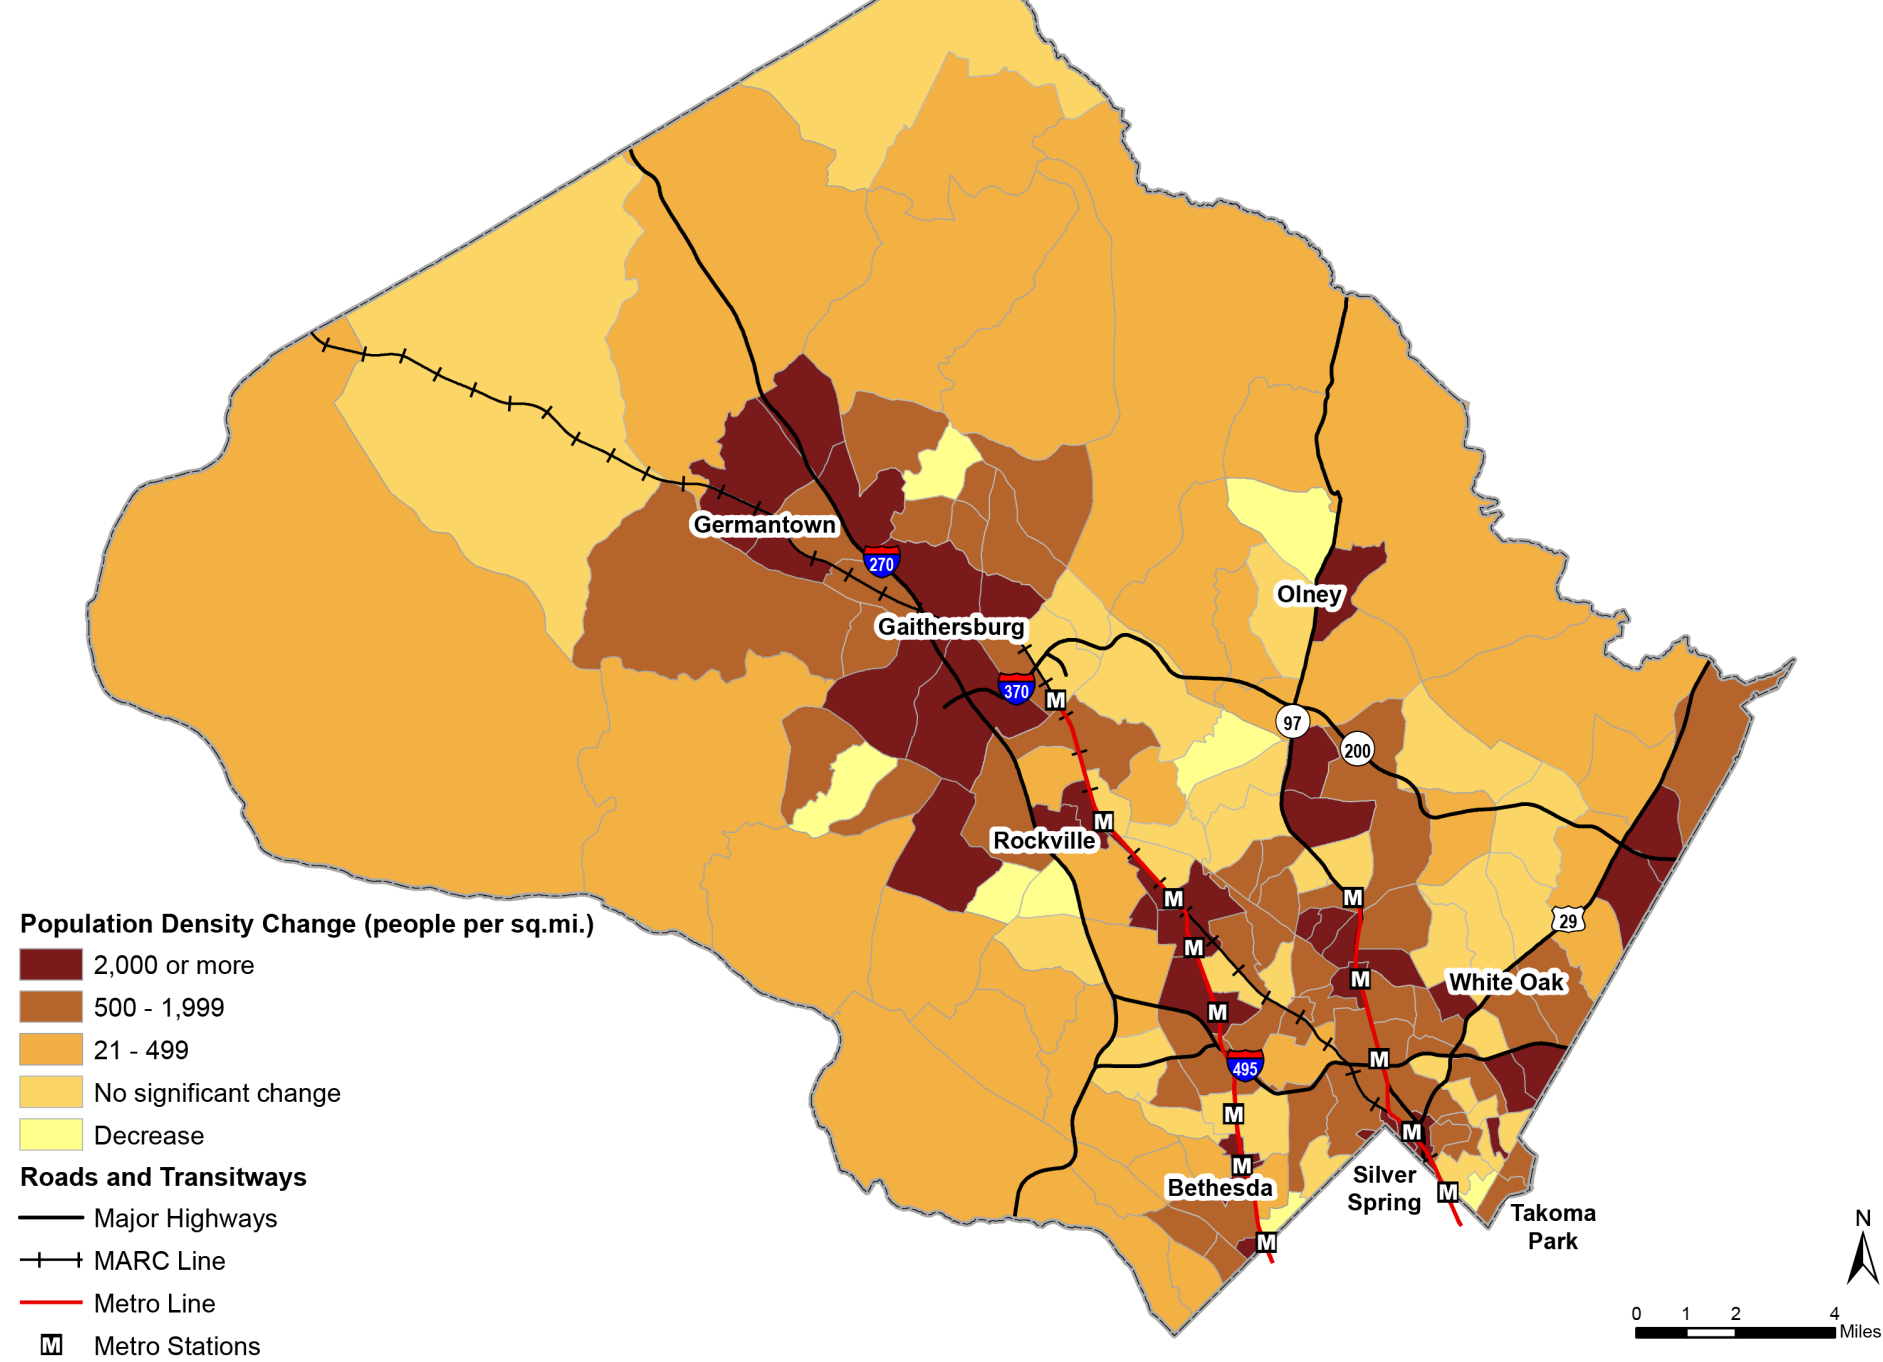 Germantown
270
Olney
Gaithersburg
370
M
97
200
M
Rockville
M
M
29
M
White Oak
M
M
M
495
M
M
M
Bethesda
Silver
Spring
M
Takoma
Park
M
Population Density Change (people per sq.mi.)
2,000 or more
500 - 1,999
21 - 499
No significant change
Decrease
Roads and Transitways
Major Highways
MARC Line
Metro Line
M Metro Stations
N
0 1 2 4
Miles